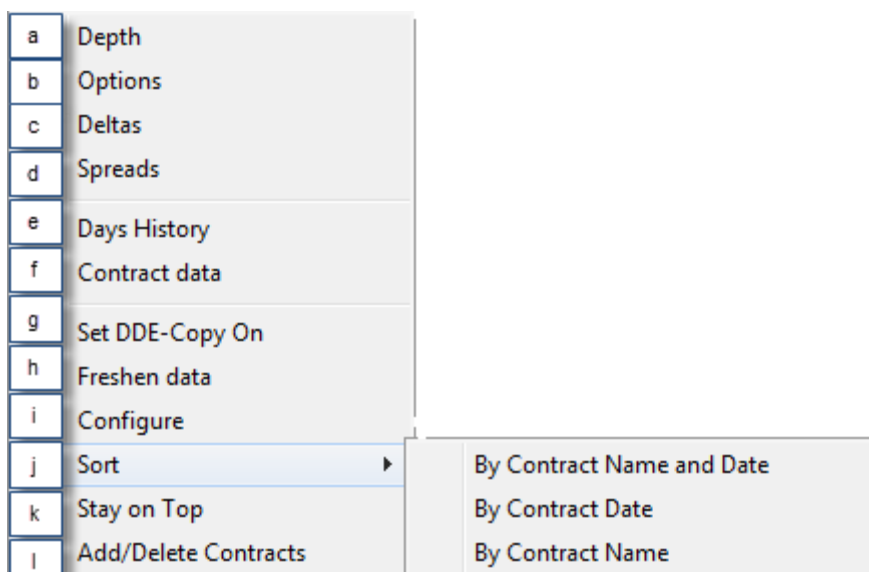 a Depth
b Options
c Deltas
d Spreads
e Days History
f Contract data
g Set DDE-Copy On
h Freshen data
i Configure
j Sort By Contract Name and Date
k Stay on Top By Contract Date
l Add/Delete Contracts By Contract Name